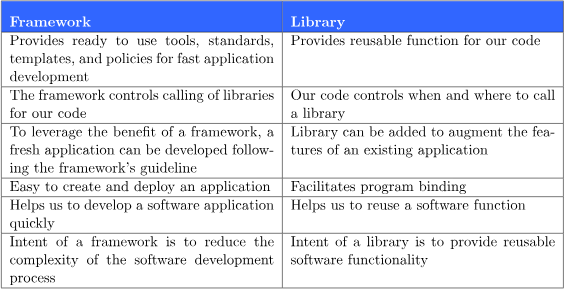 Framework
Library
Provides ready to use tools, standards,
templates, and policies for fast application
development
Provides reusable function for our code
The framework controls calling of libraries
for our code
Our code controls when and where to call
a library
To leverage the benefit of a framework, a
fresh application can be developed follow-
ing the framework's guideline
Library can be added to augment the fea-
tures of an existing application
Easy to create and deploy an application
Facilitates program binding
Helps us to develop a software application
quickly
Helps us to reuse a software function
Intent of a framework is to reduce the
complexity of the software development
process
Intent of a library is to provide reusable
software functionality